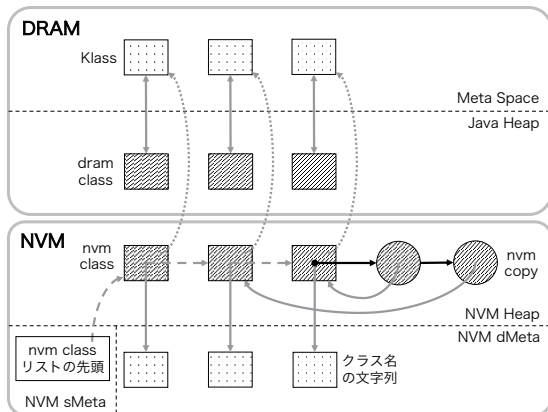 DRAM
Klass
Meta Space
Java Heap
dram
class
NVM
nvm
class
nvm
copy
NVM Heap
NVM dMeta
nvm class
リストの先頭
クラス名
の文字列
NVM sMeta